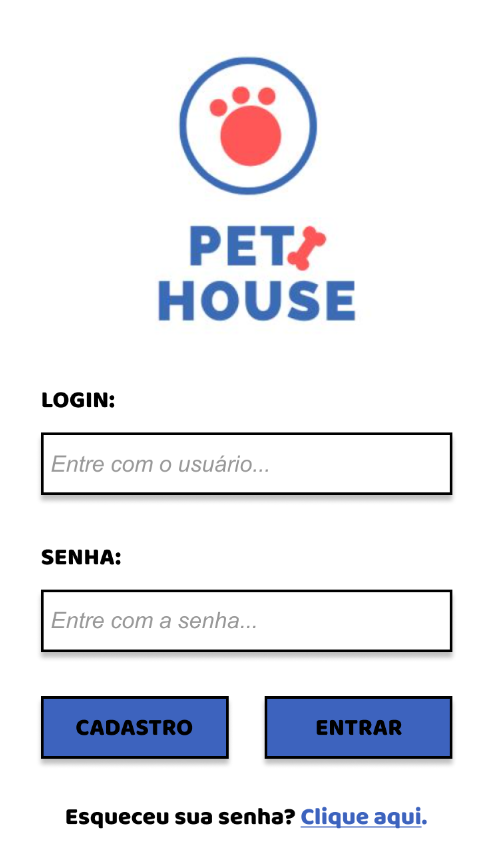 PET
HOUSE
LOGIN:
Entre com o usuário...
SENHA:
Entre com a senha...
CADASTRO ENTRAR
Esqueceu sua senha? Clique aqui.